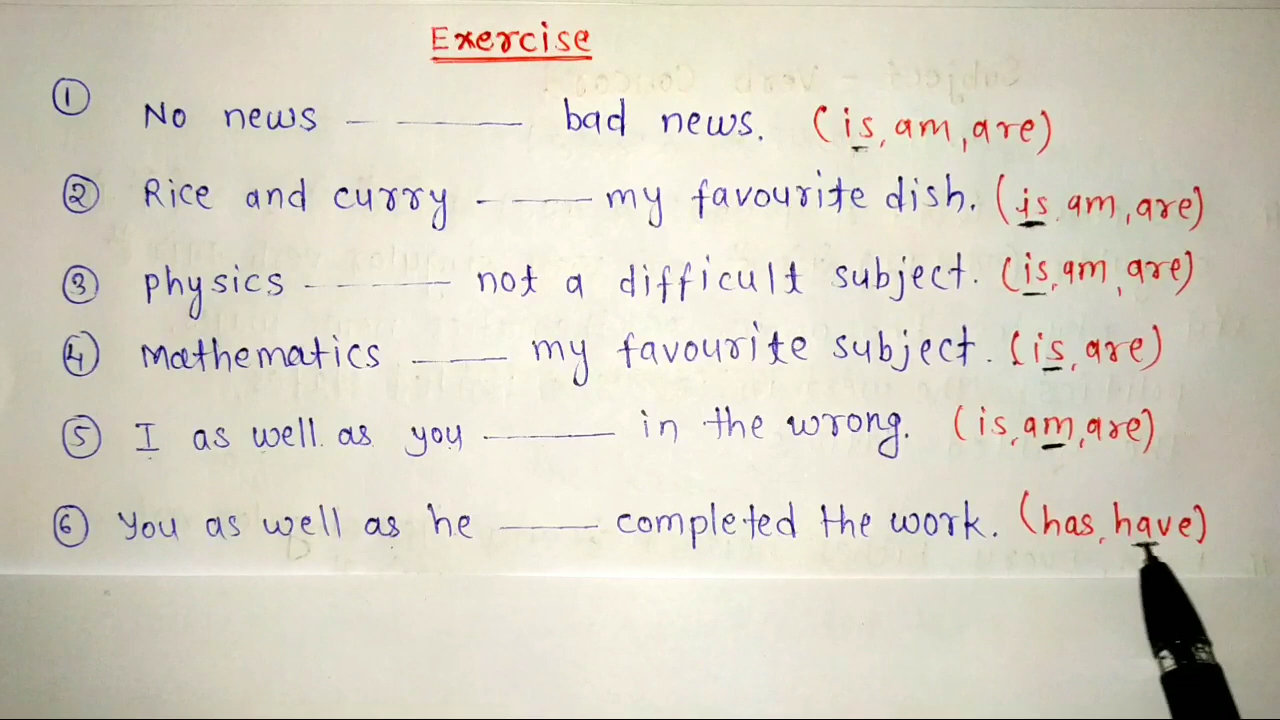 Exercise
① No news - ——— bad news. (is, am, are)
② Rice and curry - —— my favourite dish. (is, am, are)
③ Physics ------- not a difficult subject. (is, am, are)
④ Mathematics —— my favourite subject. (is, are)
⑤ I as well as you ——— in the wrong. (is, am, are)
⑥ You as well as he —— completed the work. (has, have)